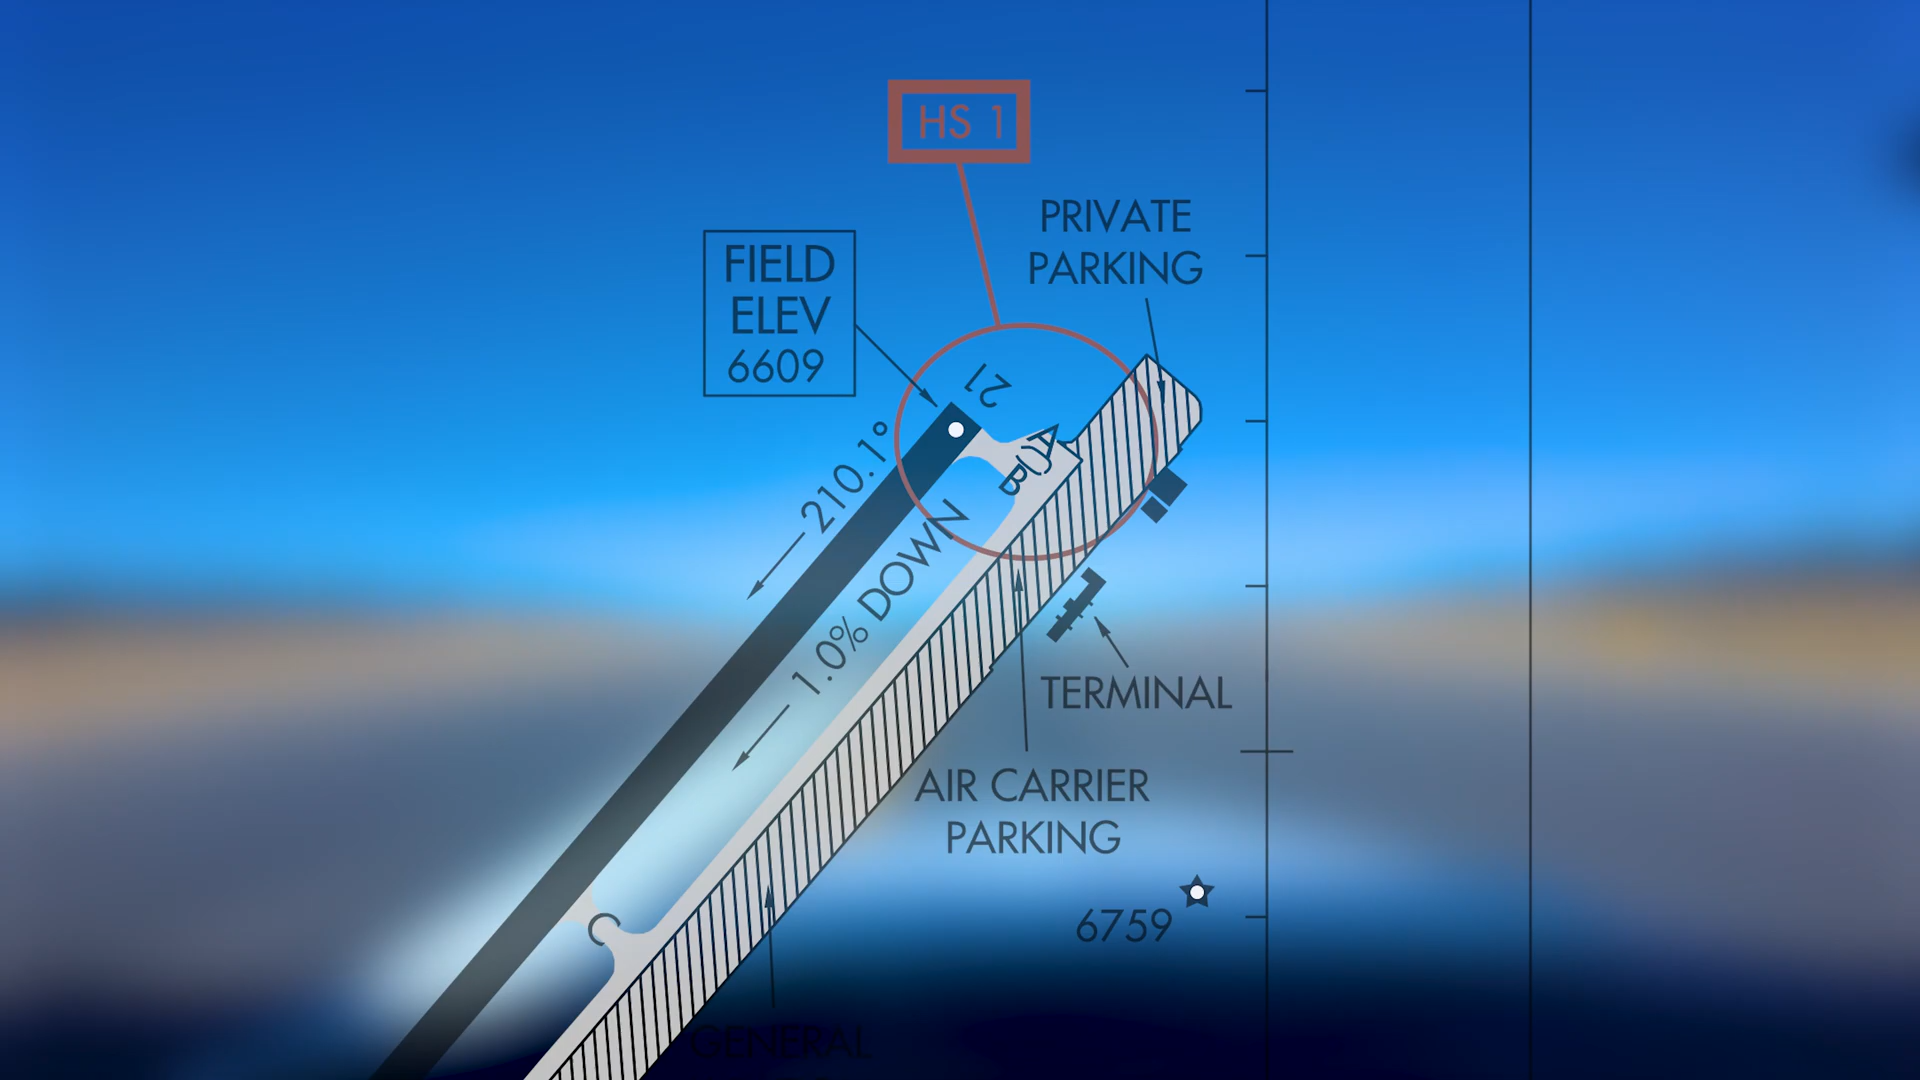 HS 1
PRIVATE
PARKING
FIELD
ELEV
6609
21
210.1°
A
B
1.0% DOWN
TERMINAL
AIR CARRIER
PARKING
C
6759
GENERAL